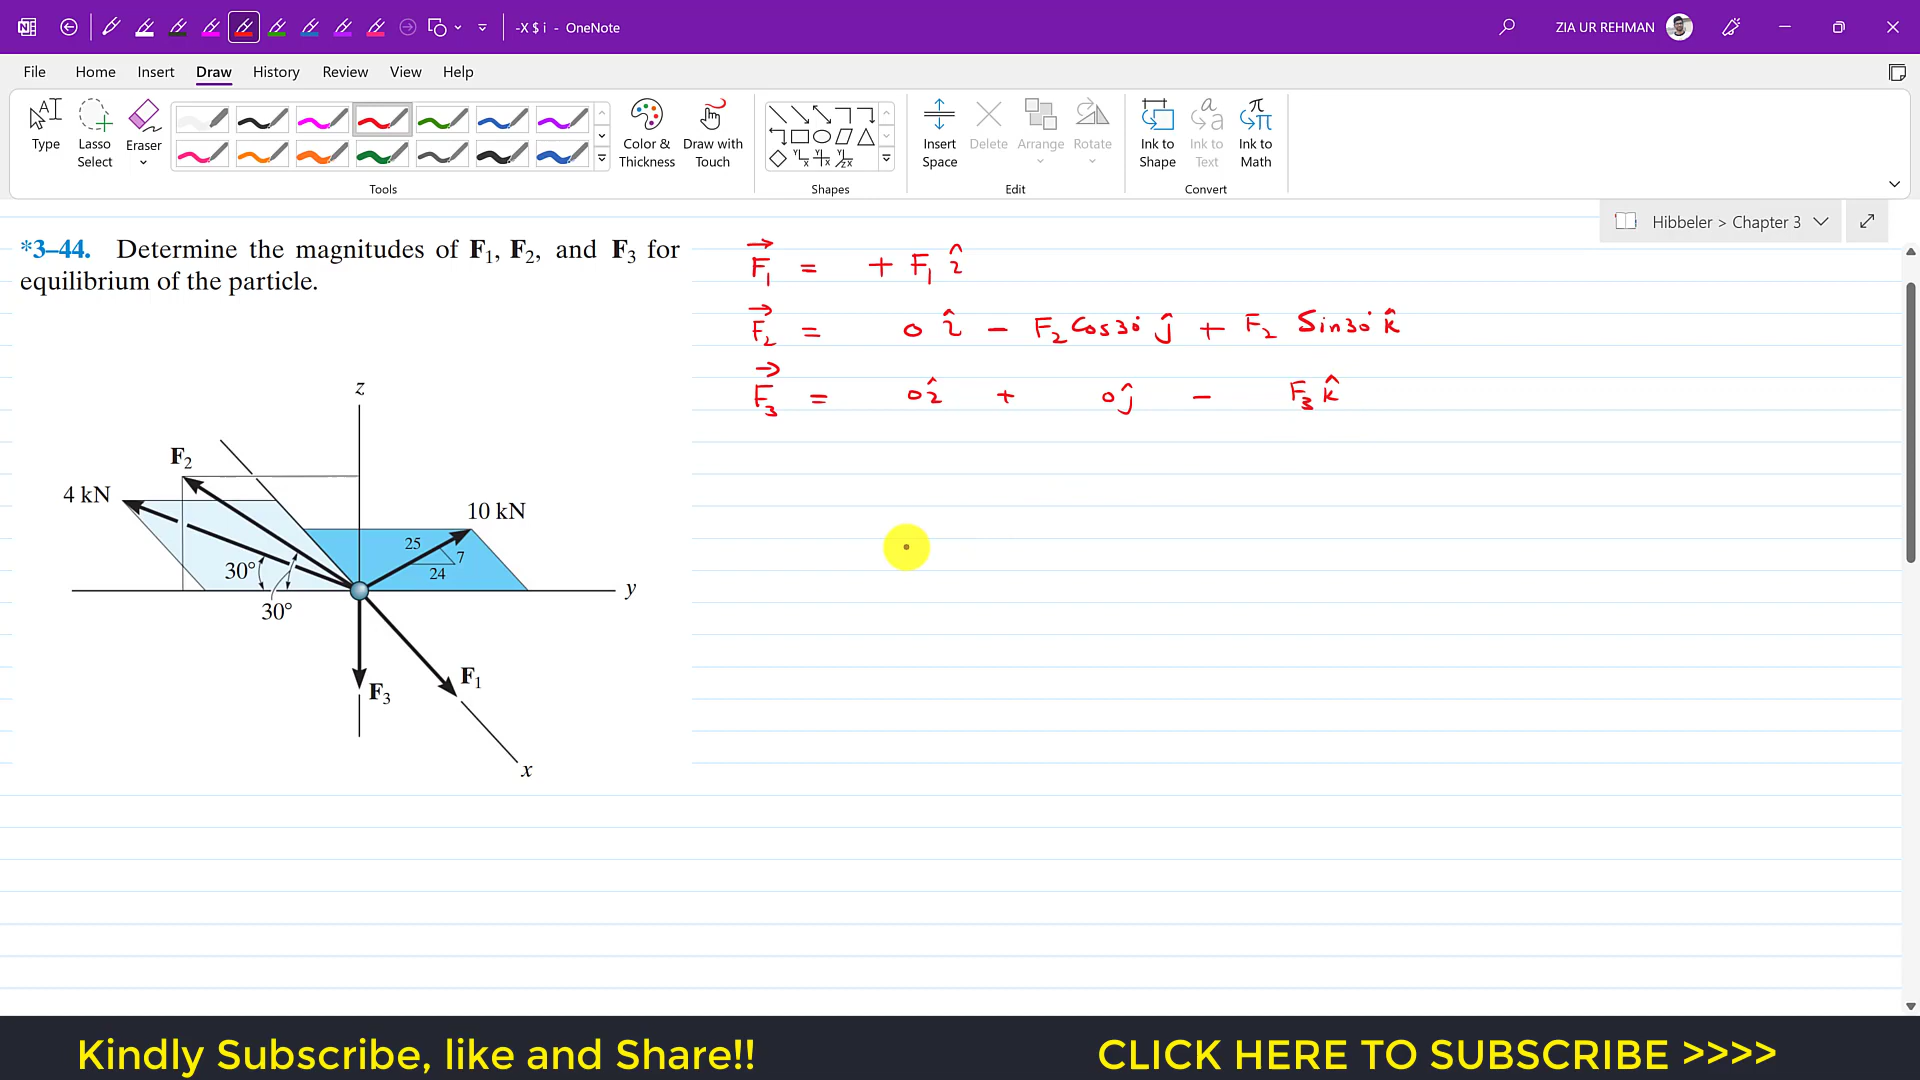 -X $ i - OneNote
ZIA UR REHMAN
File Home Insert Draw History Review View Help
Type
Lasso Select
Eraser
Color & Thickness
Draw with Touch
Insert Space
Delete
Arrange
Rotate
Ink to Shape
Ink to Text
Ink to Math
Tools
Shapes
Edit
Convert
Hibbeler > Chapter 3
*3–44. Determine the magnitudes of F₁, F₂, and F₃ for
equilibrium of the particle.
z
F₂
4 kN
10 kN
25
7
24
30°
30°
y
F₁
F₃
x
F⃗₁ = + F₁ î
F⃗₂ = 0 î - F₂ Cos30° ĵ + F₂ Sin30° k̂
F⃗₃ = 0 î + 0 ĵ - F₃ k̂
Kindly Subscribe, like and Share!!
CLICK HERE TO SUBSCRIBE >>>>